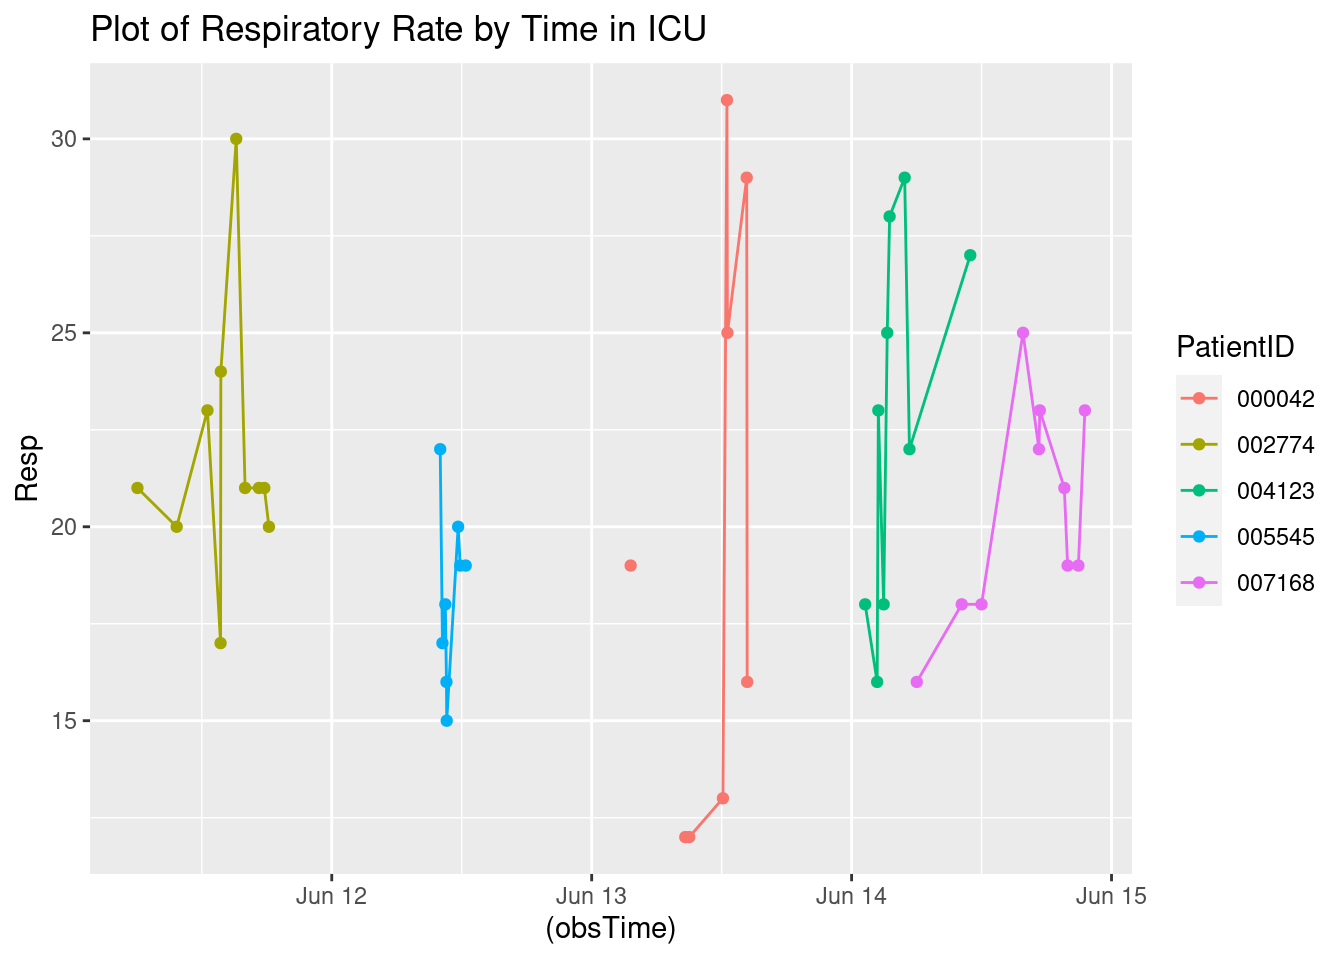 Plot of Respiratory Rate by Time in ICU
30
25
20
15
Resp
Jun 12
Jun 13
Jun 14
Jun 15
(obsTime)
PatientID
000042
002774
004123
005545
007168